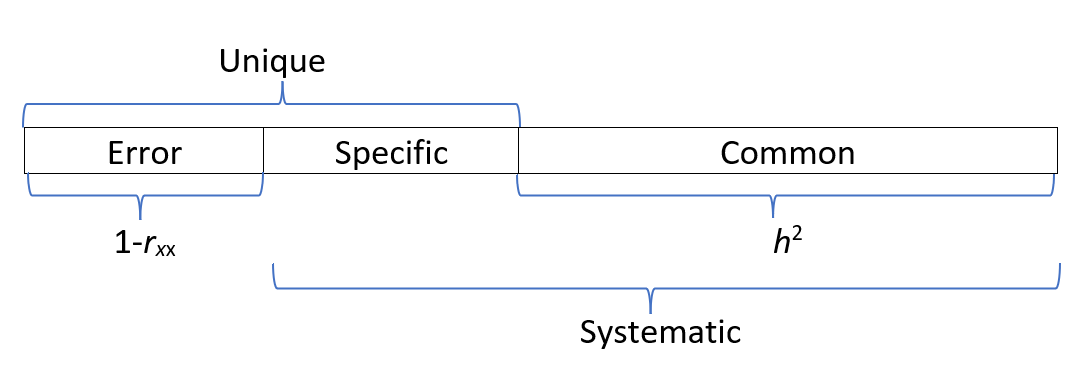 Unique
Error Specific Common
1-rxx
h²
Systematic